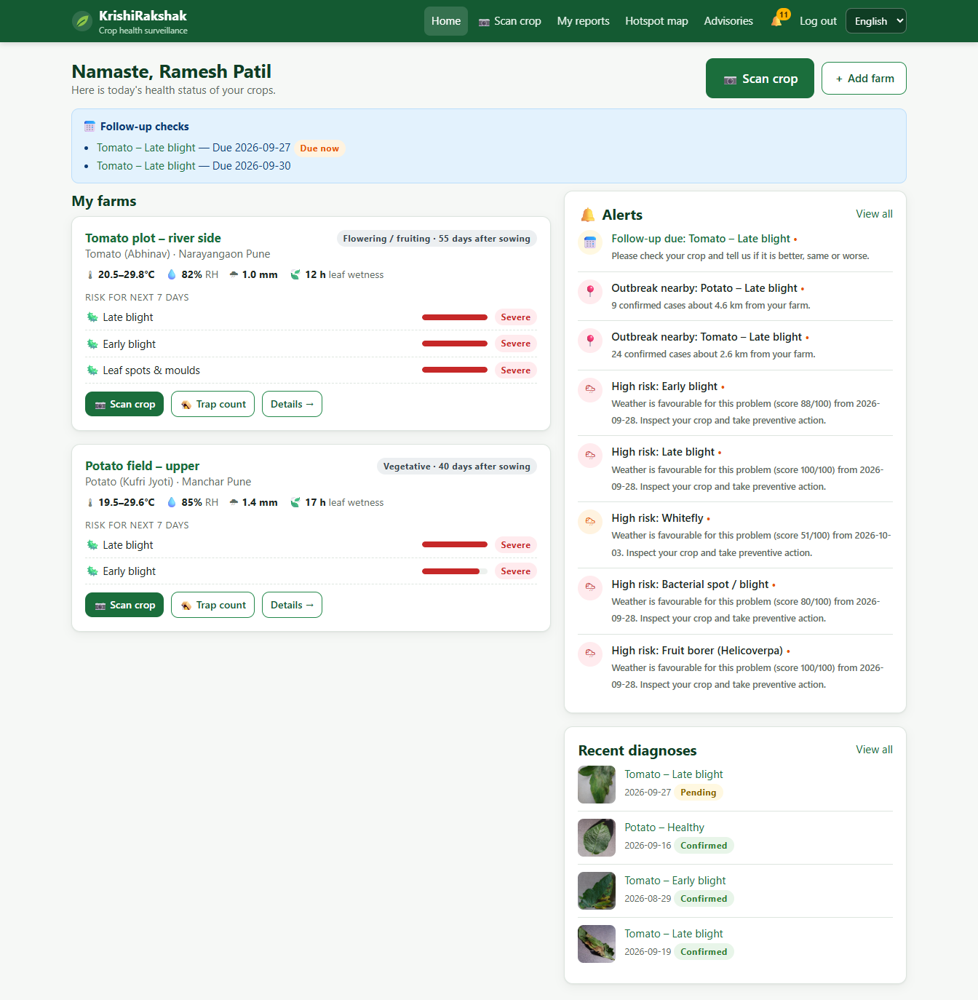 KrishiRakshak
Crop health surveillance
Home
Scan crop
My reports
Hotspot map
Advisories
11
Log out
English
Namaste, Ramesh Patil
Here is today's health status of your crops.
Scan crop
+ Add farm
Follow-up checks
• Tomato – Late blight — Due 2026-09-27 Due now
• Tomato – Late blight — Due 2026-09-30
My farms
Tomato plot – river side
Flowering / fruiting · 55 days after sowing
Tomato (Abhinav) · Narayangaon Pune
20.5–29.8°C 82% RH 1.0 mm 12 h leaf wetness
RISK FOR NEXT 7 DAYS
Late blight Severe
Early blight Severe
Leaf spots & moulds Severe
Scan crop
Trap count
Details →
Potato field – upper
Vegetative · 40 days after sowing
Potato (Kufri Jyoti) · Manchar Pune
19.5–29.6°C 85% RH 1.4 mm 17 h leaf wetness
RISK FOR NEXT 7 DAYS
Late blight Severe
Early blight Severe
Scan crop
Trap count
Details →
Alerts
View all
Follow-up due: Tomato – Late blight •
Please check your crop and tell us if it is better, same or worse.
Outbreak nearby: Potato – Late blight •
9 confirmed cases about 4.6 km from your farm.
Outbreak nearby: Tomato – Late blight •
24 confirmed cases about 2.6 km from your farm.
High risk: Early blight •
Weather is favourable for this problem (score 88/100) from 2026-
09-28. Inspect your crop and take preventive action.
High risk: Late blight •
Weather is favourable for this problem (score 100/100) from 2026-
09-28. Inspect your crop and take preventive action.
High risk: Whitefly •
Weather is favourable for this problem (score 51/100) from 2026-10-
03. Inspect your crop and take preventive action.
High risk: Bacterial spot / blight •
Weather is favourable for this problem (score 80/100) from 2026-
09-28. Inspect your crop and take preventive action.
High risk: Fruit borer (Helicoverpa) •
Weather is favourable for this problem (score 100/100) from 2026-
09-28. Inspect your crop and take preventive action.
Recent diagnoses
View all
Tomato – Late blight
2026-09-27 Pending
Potato – Healthy
2026-09-16 Confirmed
Tomato – Early blight
2026-08-29 Confirmed
Tomato – Late blight
2026-09-19 Confirmed